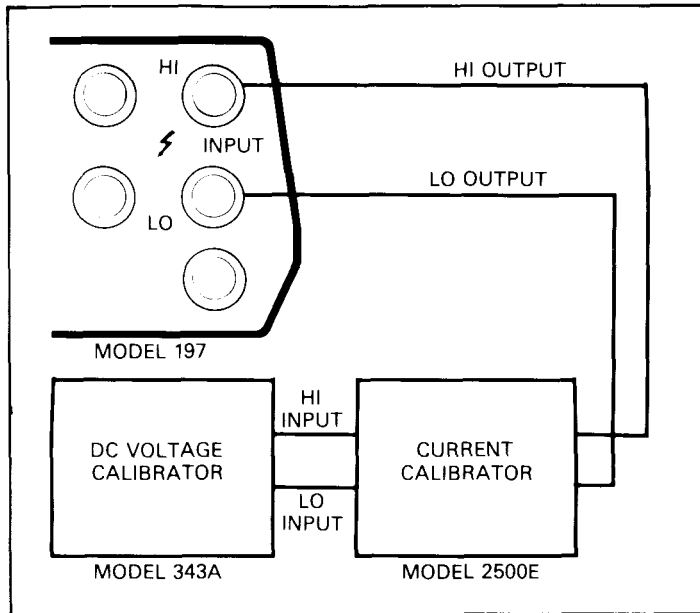 HI
HI OUTPUT
INPUT
LO OUTPUT
LO
MODEL 197
HI
INPUT
DC VOLTAGE
CALIBRATOR
CURRENT
CALIBRATOR
LO
INPUT
MODEL 343A
MODEL 2500E